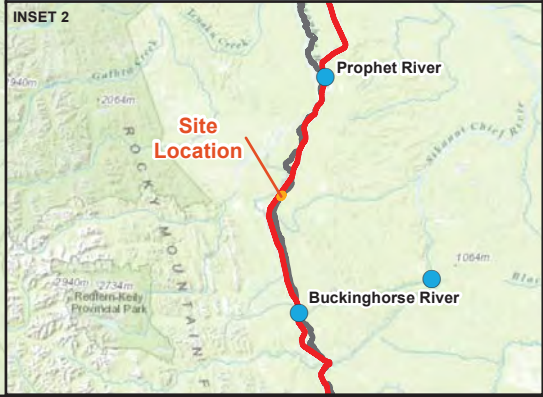 INSET 2
Prophet River
Gathto Creek
2940m
+2064m
Site
Location
Sikanni Chief River
ROCKY MOUNTAIN F
1064m
2940m 2734m
Redfern-Keily
Provincial Park
Buckinghorse River